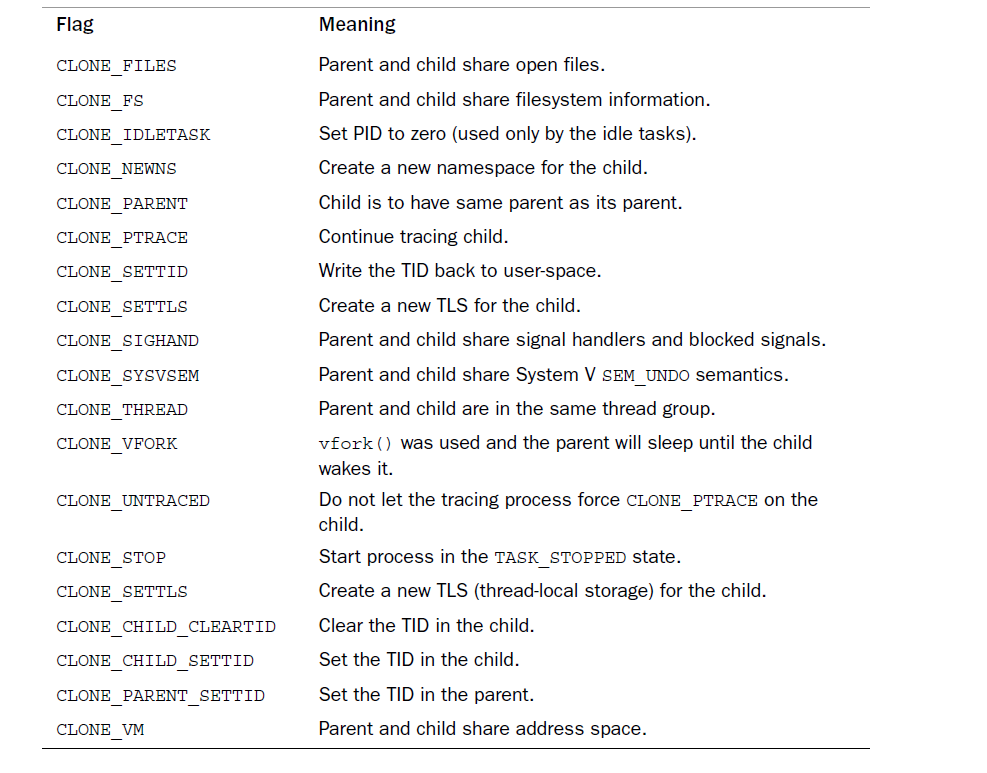 Flag Meaning
CLONE_FILES Parent and child share open files.
CLONE_FS Parent and child share filesystem information.
CLONE_IDLETASK Set PID to zero (used only by the idle tasks).
CLONE_NEWNS Create a new namespace for the child.
CLONE_PARENT Child is to have same parent as its parent.
CLONE_PTRACE Continue tracing child.
CLONE_SETTID Write the TID back to user-space.
CLONE_SETTLS Create a new TLS for the child.
CLONE_SIGHAND Parent and child share signal handlers and blocked signals.
CLONE_SYSVSEM Parent and child share System V SEM_UNDO semantics.
CLONE_THREAD Parent and child are in the same thread group.
CLONE_VFORK vfork() was used and the parent will sleep until the child
wakes it.
CLONE_UNTRACED Do not let the tracing process force CLONE_PTRACE on the
child.
CLONE_STOP Start process in the TASK_STOPPED state.
CLONE_SETTLS Create a new TLS (thread-local storage) for the child.
CLONE_CHILD_CLEARTID Clear the TID in the child.
CLONE_CHILD_SETTID Set the TID in the child.
CLONE_PARENT_SETTID Set the TID in the parent.
CLONE_VM Parent and child share address space.